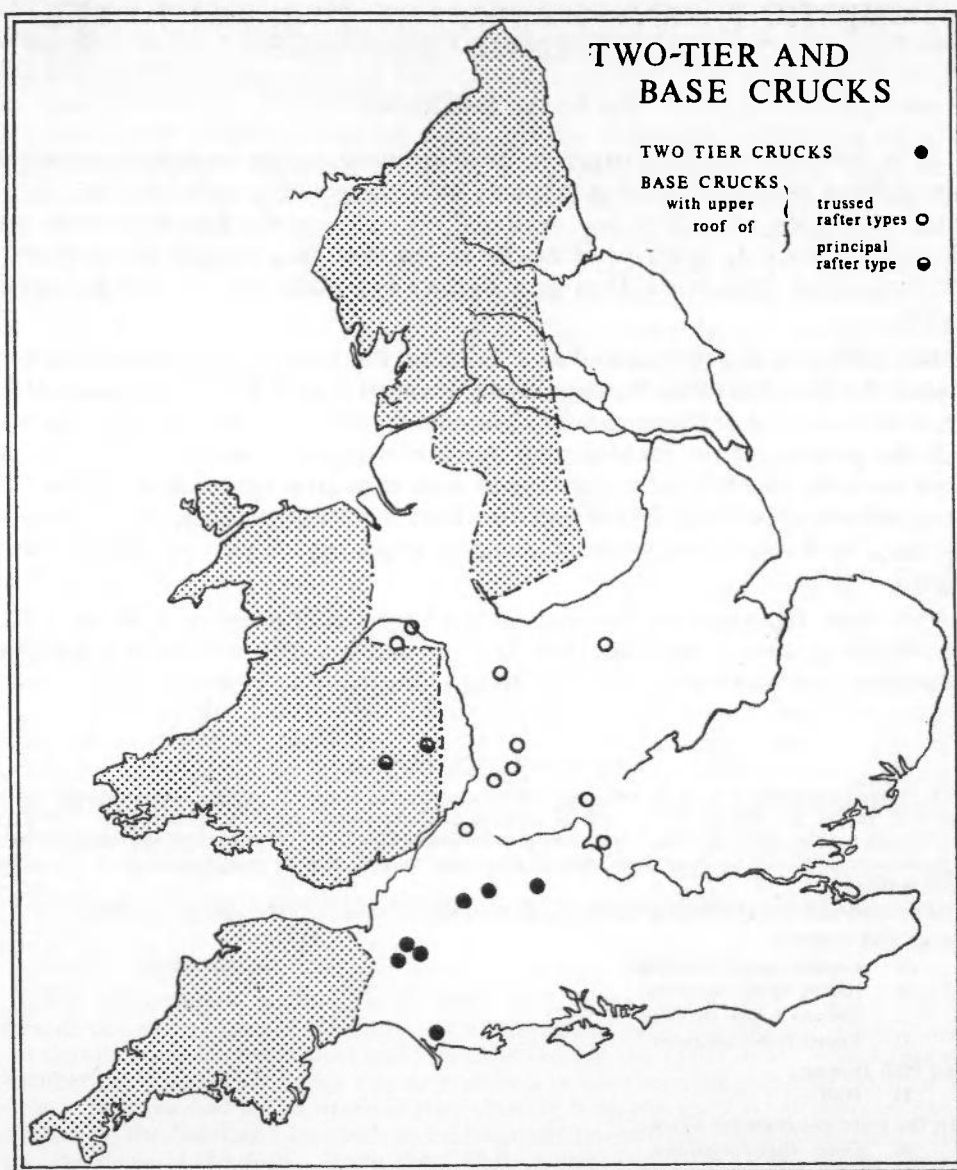 TWO-TIER AND
BASE CRUCKS
TWO TIER CRUCKS
BASE CRUCKS
with upper
roof of
trussed
rafter types
principal
rafter type